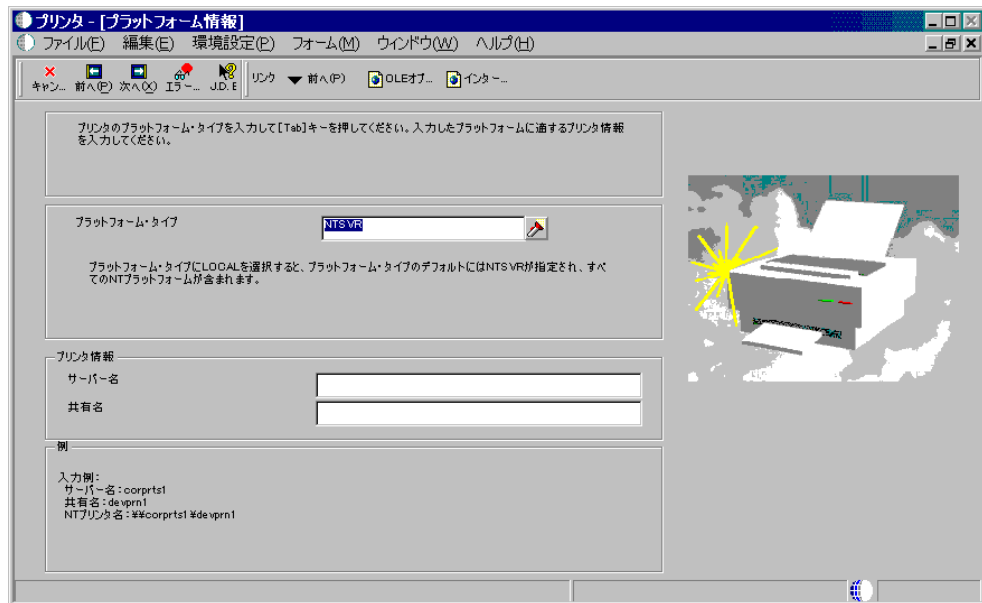 プリンタ - [プラットフォーム情報]
ファイル(F) 編集(E) 環境設定(P) フォーム(M) ウィンドウ(W) ヘルプ(H)
キャン... 前へ(P) 次へ(X) エラー... J.D. E リンク 前へ(P) OLEオブ... インター...
プリンタのプラットフォーム・タイプを入力して[Tab]キーを押してください。入力したプラットフォームに適するプリンタ情報
を入力してください。
プラットフォーム・タイプ NTSVR
プラットフォーム・タイプにLOCALを選択すると、プラットフォーム・タイプのデフォルトにはNTSVRが指定され、すべ
てのNTプラットフォームが含まれます。
プリンタ情報
サーバー名
共有名
例
入力例:
サーバー名:corprts1
共有名:devprn1
NTプリンタ名:¥¥corprts1¥devprn1